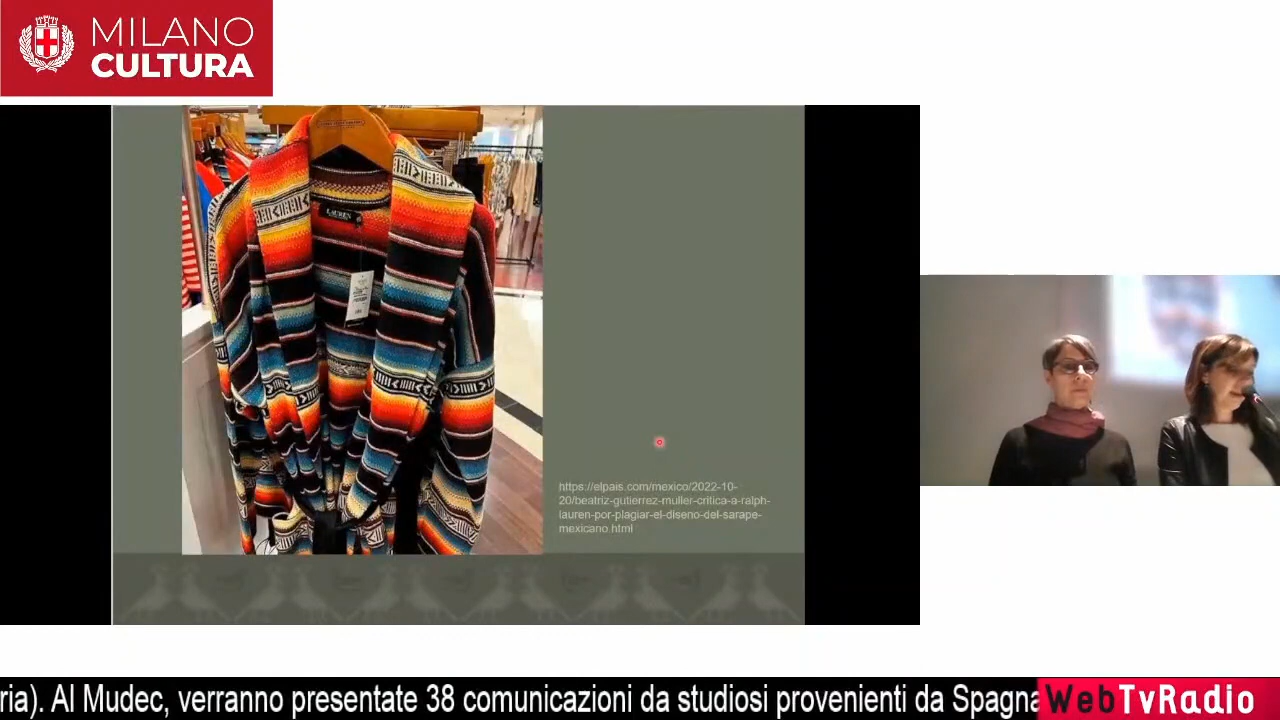 MILANO
CULTURA
LAUREN
https://elpais.com/mexico/2022-10-
20/beatriz-gutierrez-muller-critica-a-ralph-
lauren-por-plagiar-el-diseno-del-sarape-
mexicano.html
ria). Al Mudec, verranno presentate 38 comunicazioni da studiosi provenienti da Spagna
WebTvRadio